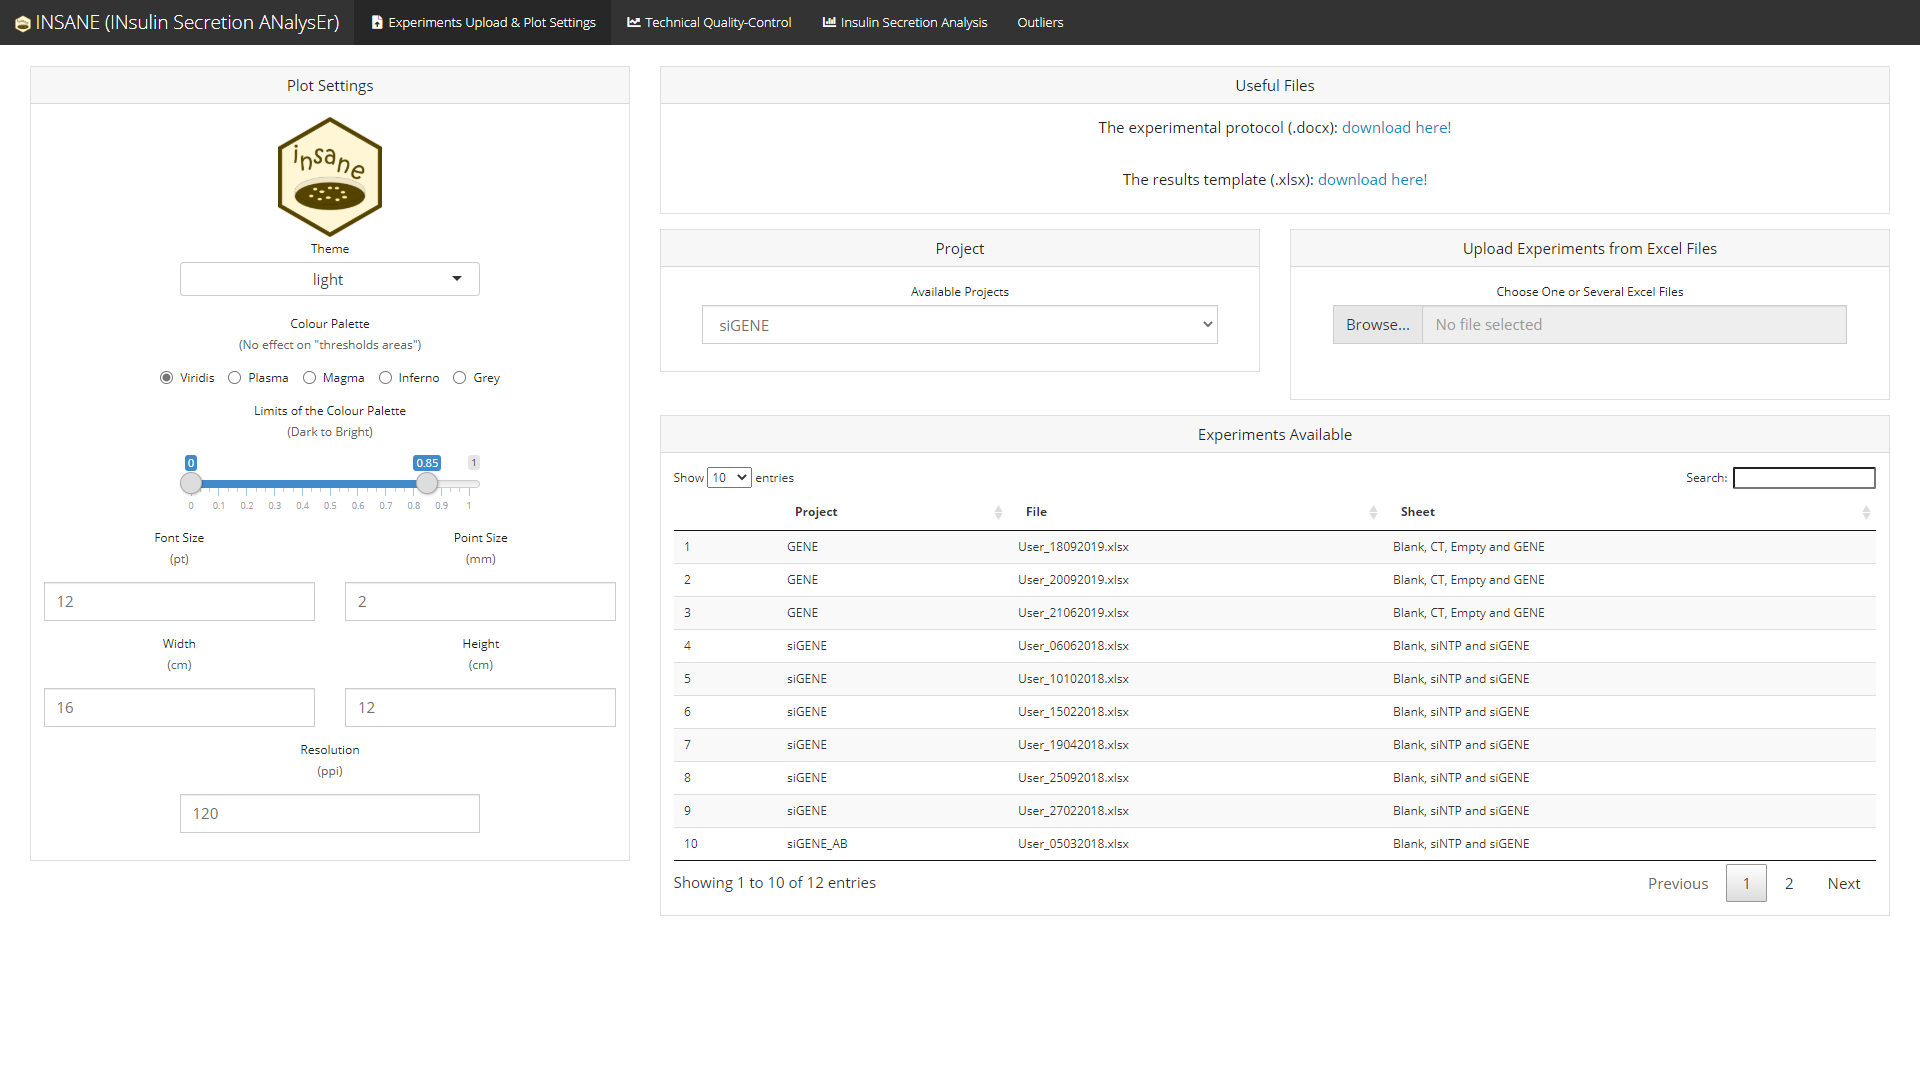 INSANE (INsulin Secretion ANalysEr)
Experiments Upload & Plot Settings
Technical Quality-Control
Insulin Secretion Analysis
Outliers
Plot Settings
insane
Theme
light
Colour Palette
(No effect on "thresholds areas")
Viridis Plasma Magma Inferno Grey
Limits of the Colour Palette
(Dark to Bright)
0 0.85 1
0 0.1 0.2 0.3 0.4 0.5 0.6 0.7 0.8 0.9 1
Font Size Point Size
(pt) (mm)
12 2
Width Height
(cm) (cm)
16 12
Resolution
(ppi)
120
Useful Files
The experimental protocol (.docx): download here!
The results template (.xlsx): download here!
Project
Available Projects
siGENE
Upload Experiments from Excel Files
Choose One or Several Excel Files
Browse... No file selected
Experiments Available
Show 10 entries Search:
Project File Sheet
1 GENE User_18092019.xlsx Blank, CT, Empty and GENE
2 GENE User_20092019.xlsx Blank, CT, Empty and GENE
3 GENE User_21062019.xlsx Blank, CT, Empty and GENE
4 siGENE User_06062018.xlsx Blank, siNTP and siGENE
5 siGENE User_10102018.xlsx Blank, siNTP and siGENE
6 siGENE User_15022018.xlsx Blank, siNTP and siGENE
7 siGENE User_19042018.xlsx Blank, siNTP and siGENE
8 siGENE User_25092018.xlsx Blank, siNTP and siGENE
9 siGENE User_27022018.xlsx Blank, siNTP and siGENE
10 siGENE_AB User_05032018.xlsx Blank, siNTP and siGENE
Showing 1 to 10 of 12 entries Previous 1 2 Next